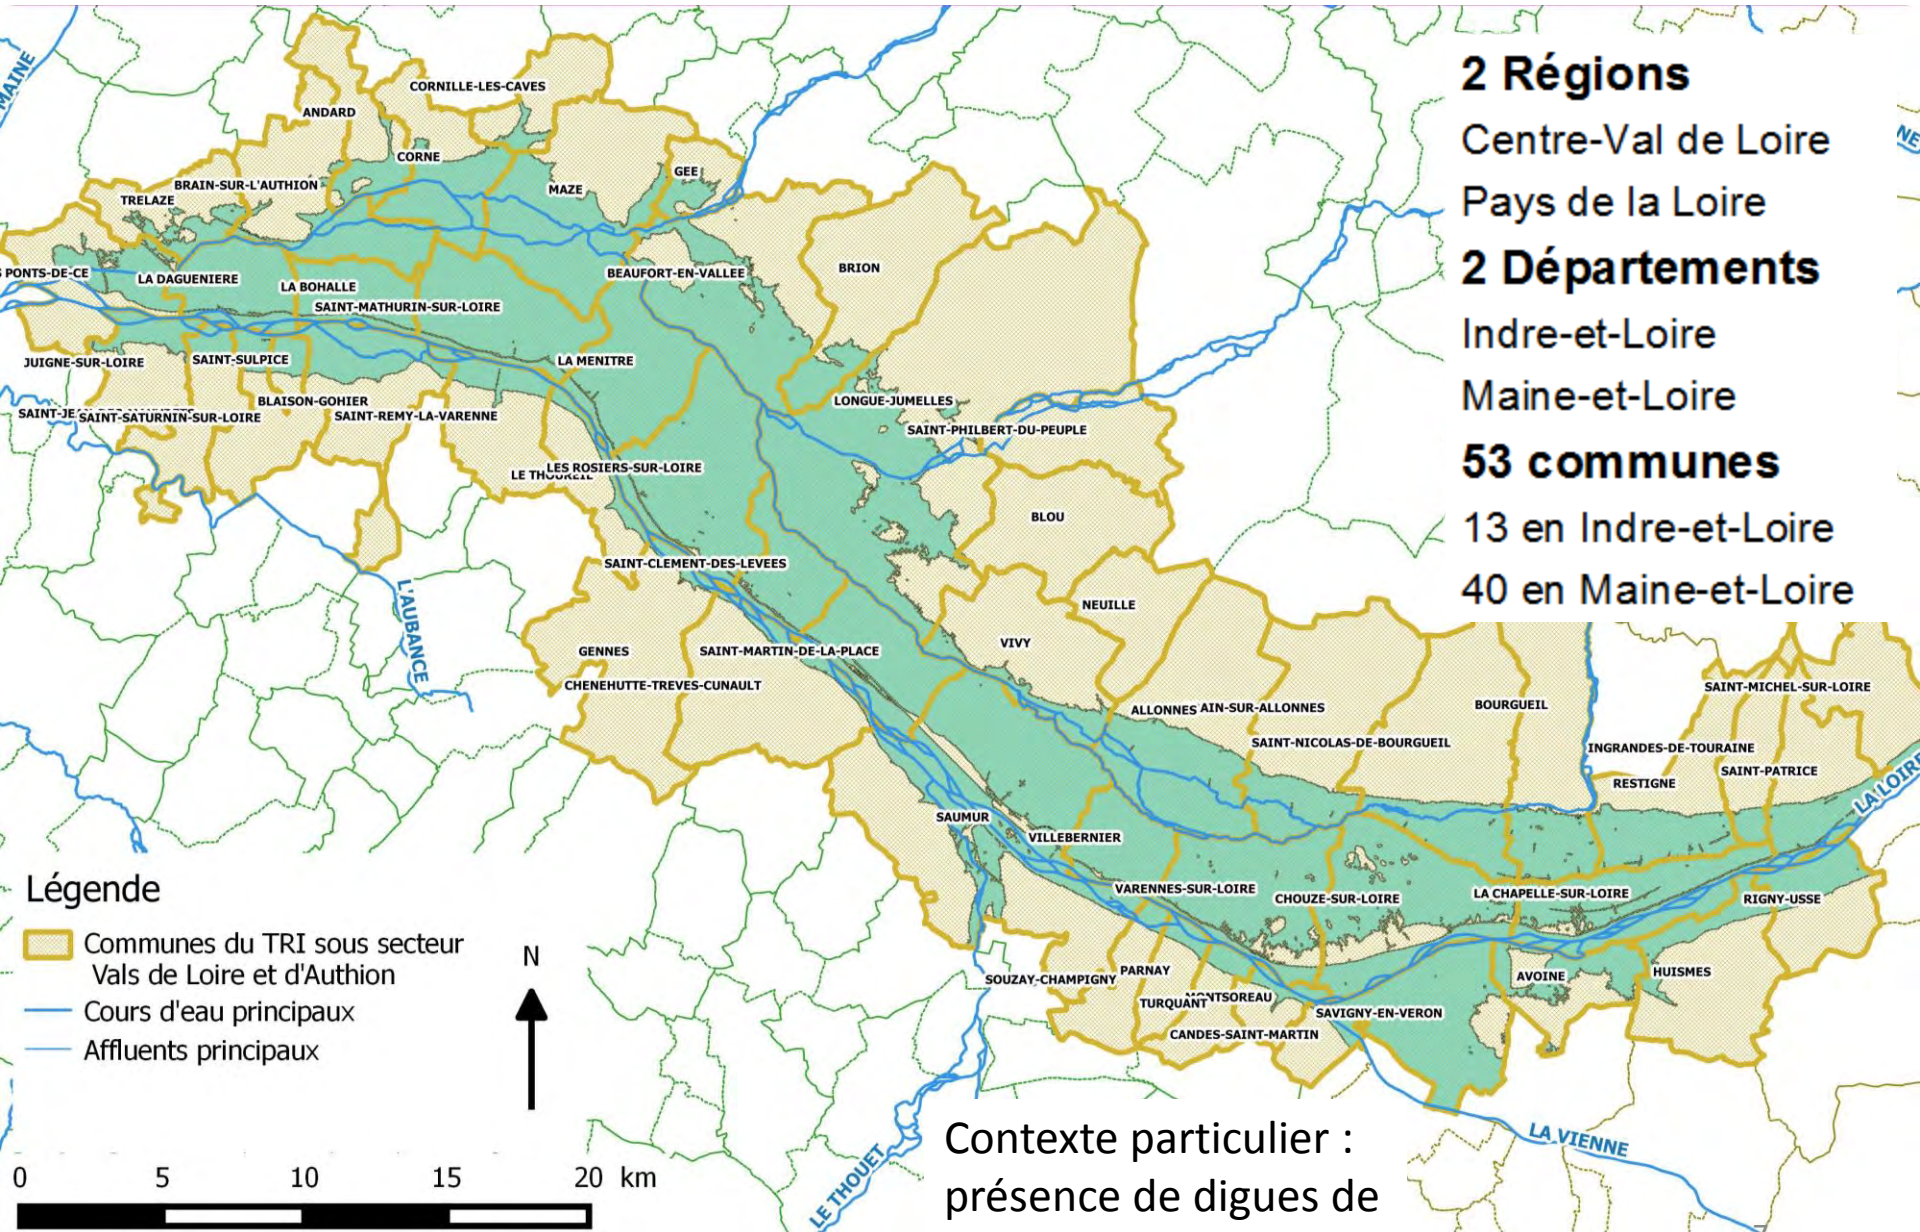 MAINE
CORNILLE-LES-CAVES
ANDARD
CORNE
GEE
BRAIN-SUR-L'AUTHION
MAZE
TRELAZE
PONTS-DE-CE
LA DAGUENIERE
LA BOHALLE
BEAUFORT-EN-VALLEE
BRION
SAINT-MATHURIN-SUR-LOIRE
JUIGNE-SUR-LOIRE
SAINT-SULPICE
LA MENITRE
BLAISON-GOHIER
LONGUE-JUMELLES
SAINT-SATURNIN-SUR-LOIRE
SAINT-REMY-LA-VARENNE
SAINT-PHILBERT-DU-PEUPLE
LE THOUREIL
LES ROSIERS-SUR-LOIRE
BLOU
SAINT-CLEMENT-DES-LEVEES
L'AUBANCE
NEUILLE
GENNES
SAINT-MARTIN-DE-LA-PLACE
VIVY
CHENEHUTTE-TREVES-CUNAULT
ALLONNES
AIN-SUR-ALLONNES
BOURGUEIL
SAINT-MICHEL-SUR-LOIRE
SAINT-NICOLAS-DE-BOURGUEIL
INGRANDES-DE-TOURAINE
RESTIGNE
SAINT-PATRICE
LA LOIRE
SAUMUR
VILLEBERNIER
VARENNES-SUR-LOIRE
CHOUZE-SUR-LOIRE
LA CHAPELLE-SUR-LOIRE
RIGNY-USSE
SOUZAY-CHAMPIGNY
PARNAY
AVOINE
HUISMES
TURQUANT
MONTSOREAU
SAVIGNY-EN-VERON
CANDES-SAINT-MARTIN
LA VIENNE
LE THOUET
2 Régions
Centre-Val de Loire
Pays de la Loire
2 Départements
Indre-et-Loire
Maine-et-Loire
53 communes
13 en Indre-et-Loire
40 en Maine-et-Loire
Légende
Communes du TRI sous secteur
Vals de Loire et d'Authion
Cours d'eau principaux
Affluents principaux
N
0 5 10 15 20 km
Contexte particulier :
présence de digues de